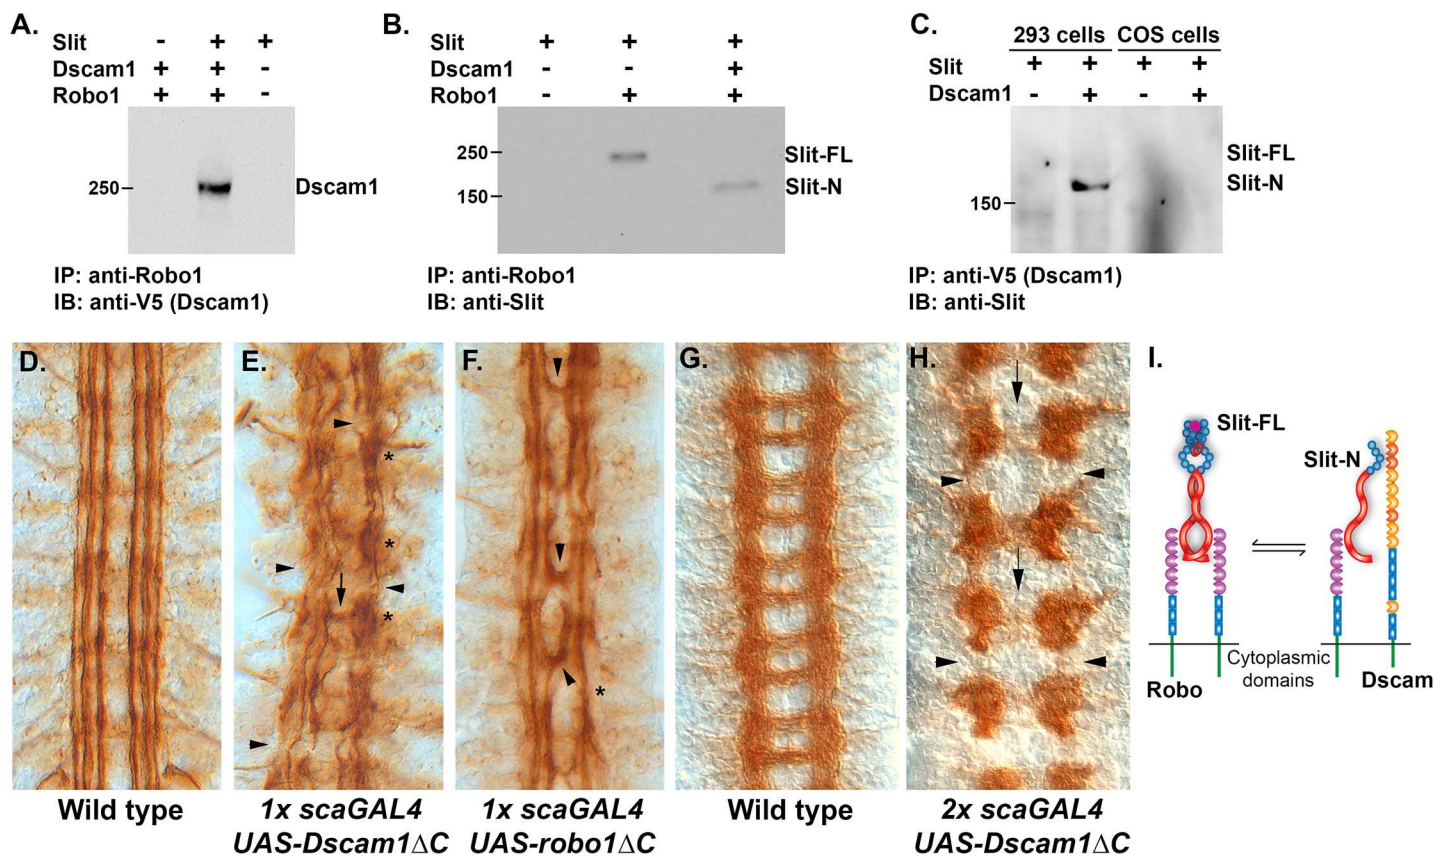 A.
Slit - + +
Dscam1 + + -
Robo1 + + -
250
Dscam1
IP: anti-Robo1
IB: anti-V5 (Dscam1)
B.
Slit + + +
Dscam1 - - +
Robo1 - + +
250
150
Slit-FL
Slit-N
IP: anti-Robo1
IB: anti-Slit
C.
293 cells COS cells
Slit + + + +
Dscam1 - + - +
150
Slit-FL
Slit-N
IP: anti-V5 (Dscam1)
IB: anti-Slit
D.
Wild type
E.
*
*
*
1x scaGAL4
UAS-Dscam1∆C
F.
*
1x scaGAL4
UAS-robo1∆C
G.
Wild type
H.
2x scaGAL4
UAS-Dscam1∆C
I.
Slit-FL
Slit-N
Cytoplasmic
domains
Robo
Dscam